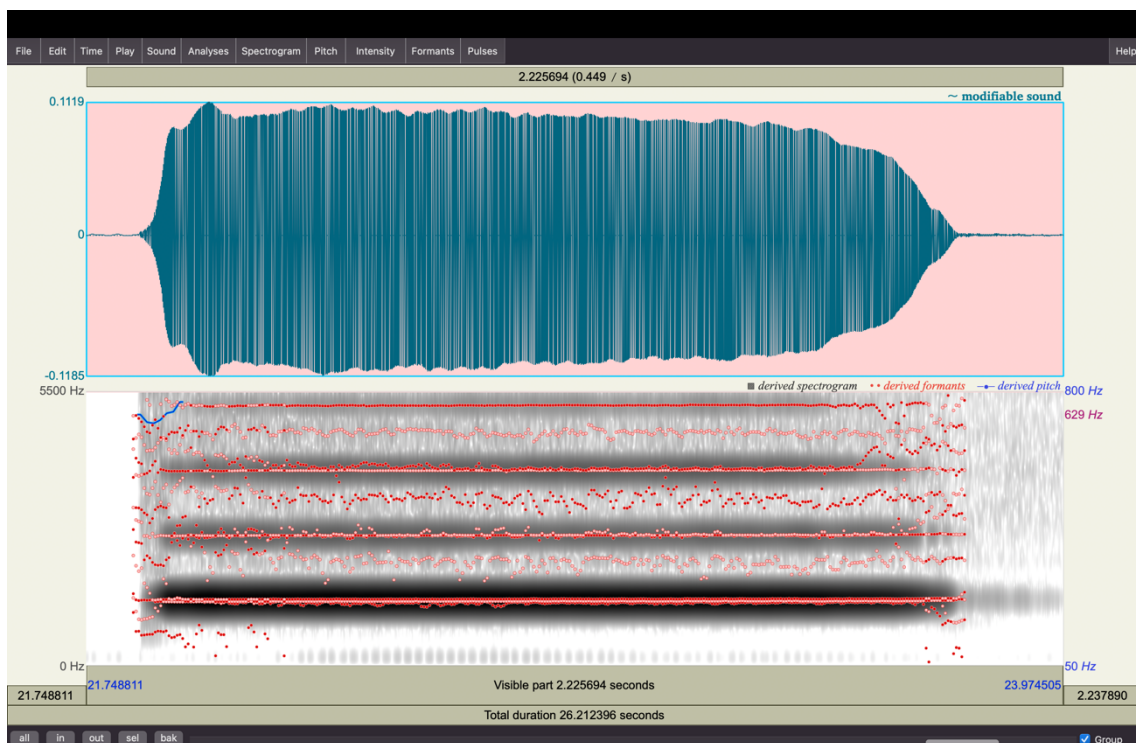 File Edit Time Play Sound Analyses Spectrogram Pitch Intensity Formants Pulses Help
2.225694 (0.449 / s)
0.1119 ~ modifiable sound
0
-0.1185
5500 Hz derived spectrogram derived formants derived pitch 800 Hz
629 Hz
0 Hz 50 Hz
21.748811 Visible part 2.225694 seconds 23.974505
21.748811 2.237890
Total duration 26.212396 seconds
all in out sel bak Group